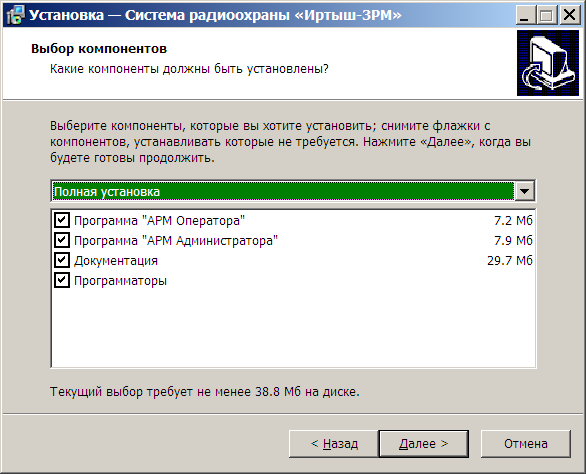 Установка — Система радиоохраны «Иртыш-3РМ»
Выбор компонентов
Какие компоненты должны быть установлены?
Выберите компоненты, которые вы хотите установить; снимите флажки с
компонентов, устанавливать которые не требуется. Нажмите «Далее», когда вы
будете готовы продолжить.
Полная установка
Программа "АРМ Оператора" 7.2 Мб
Программа "АРМ Администратора" 7.9 Мб
Документация 29.7 Мб
Программаторы
Текущий выбор требует не менее 38.8 Мб на диске.
< Назад Далее > Отмена